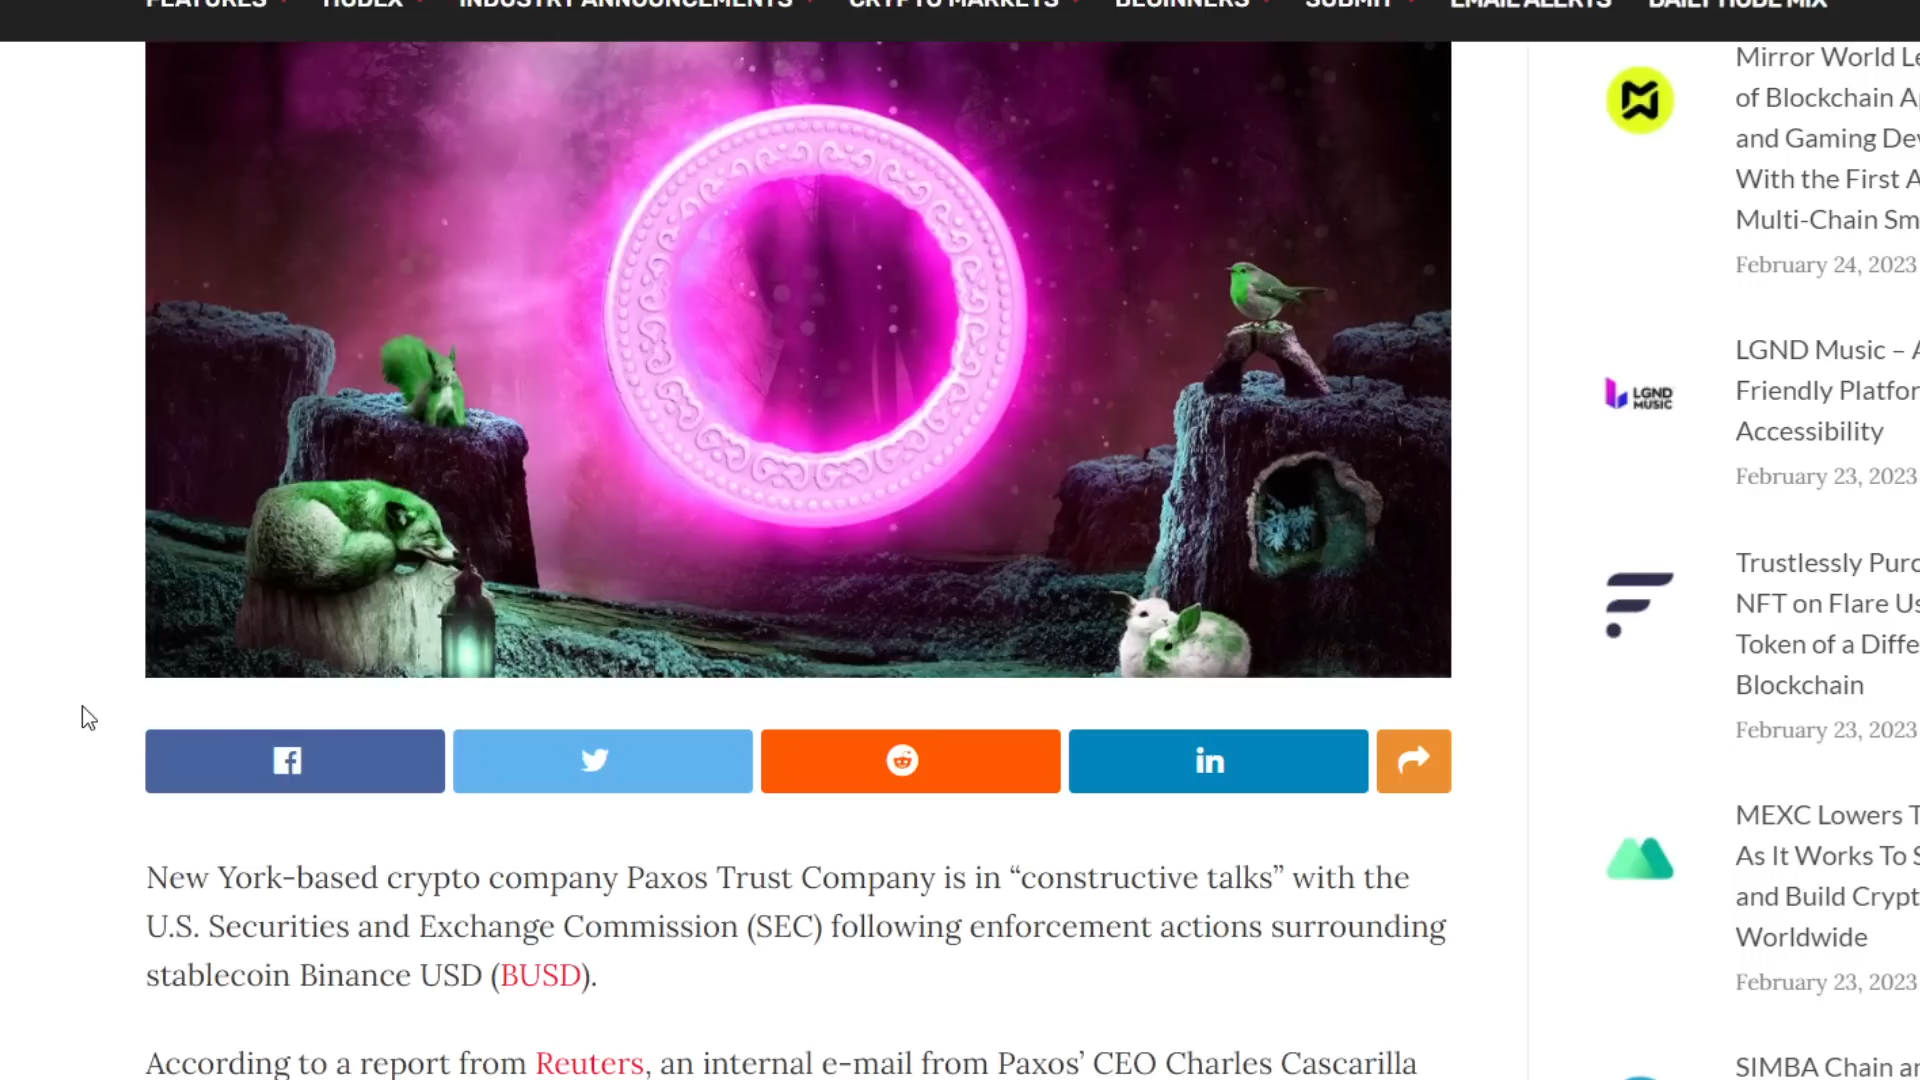 FEATURES HODLX INDUSTRY ANNOUNCEMENTS CRYPTO MARKETS BEGINNERS SUBMIT EMAIL ALERTS DAILY HODL MIX
Mirror World La
of Blockchain Ap
and Gaming Dev
With the First A
Multi-Chain Sm
February 24, 2023
LGND MUSIC
LGND Music – A
Friendly Platfor
Accessibility
February 23, 2023
Trustlessly Purc
NFT on Flare Us
Token of a Diffe
Blockchain
February 23, 2023
MEXC Lowers T
As It Works To S
and Build Crypt
Worldwide
February 23, 2023
SIMBA Chain an
New York-based crypto company Paxos Trust Company is in “constructive talks” with the
U.S. Securities and Exchange Commission (SEC) following enforcement actions surrounding
stablecoin Binance USD (BUSD).
According to a report from Reuters, an internal e-mail from Paxos’ CEO Charles Cascarilla